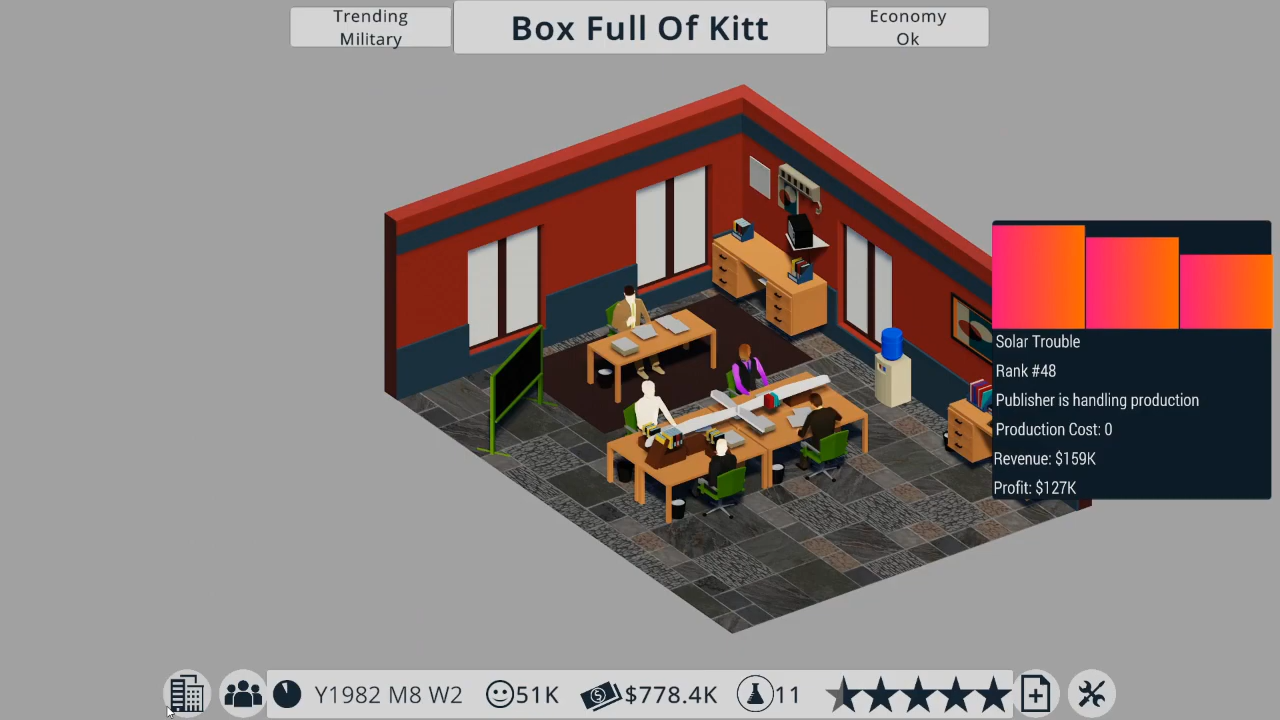 Trending
Military
Box Full Of Kitt
Economy
Ok
Solar Trouble
Rank #48
Publisher is handling production
Production Cost: 0
Revenue: $159K
Profit: $127K
Y1982 M8 W2
51K
$778.4K
11